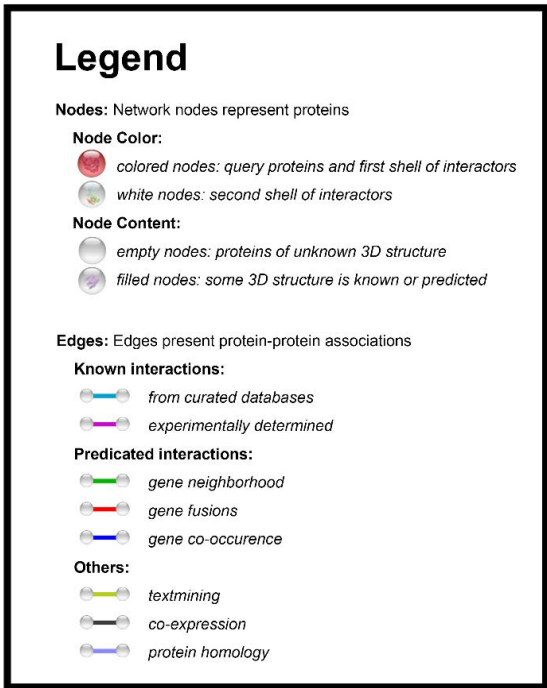 Legend
Nodes: Network nodes represent proteins
Node Color:
colored nodes: query proteins and first shell of interactors
white nodes: second shell of interactors
Node Content:
empty nodes: proteins of unknown 3D structure
filled nodes: some 3D structure is known or predicted
Edges: Edges present protein-protein associations
Known interactions:
from curated databases
experimentally determined
Predicated interactions:
gene neighborhood
gene fusions
gene co-occurence
Others:
textmining
co-expression
protein homology